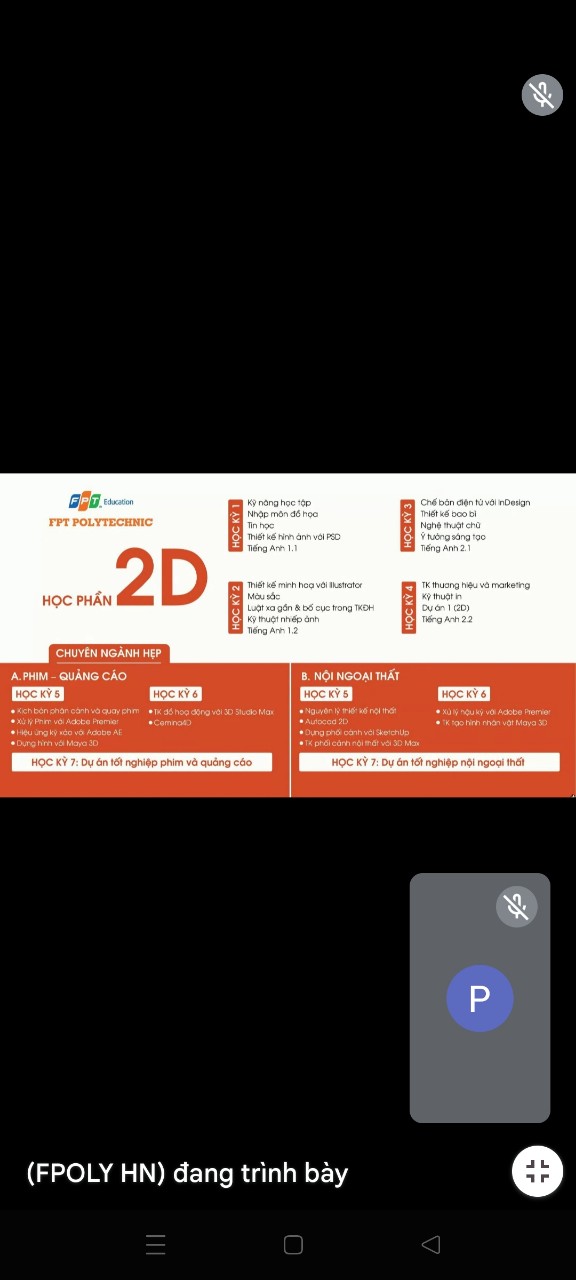 FPT Education
FPT POLYTECHNIC
HỌC PHẦN 2D
HỌC KỲ 1
Kỹ năng học tập
Nhập môn đồ họa
Tin học
Thiết kế hình ảnh với PSD
Tiếng Anh 1.1
HỌC KỲ 2
Thiết kế minh hoạ với Illustrator
Màu sắc
Luật xa gần & bố cục trong TKĐH
Kỹ thuật nhiếp ảnh
Tiếng Anh 1.2
HỌC KỲ 3
Chế bản điện tử với InDesign
Thiết kế bao bì
Nghệ thuật chữ
Ý tưởng sáng tạo
Tiếng Anh 2.1
HỌC KỲ 4
TK thương hiệu và marketing
Kỹ thuật in
Dự án 1 (2D)
Tiếng Anh 2.2
CHUYÊN NGÀNH HẸP
A.PHIM – QUẢNG CÁO
HỌC KỲ 5
Kịch bản phân cảnh và quay phim
Xử lý Phim với Adobe Premier
Hiệu ứng kỹ xảo với Adobe AE
Dựng hình với Maya 3D
HỌC KỲ 6
TK đồ hoạ động với 3D Studio Max
Cemina4D
HỌC KỲ 7: Dự án tốt nghiệp phim và quảng cáo
B. NỘI NGOẠI THẤT
HỌC KỲ 5
Nguyên lý thiết kế nội thất
Autocad 2D
Dựng phối cảnh với SketchUp
TK phối cảnh nội thất với 3D Max
HỌC KỲ 6
Xử lý hậu kỳ với Adobe Premier
TK tạo hình nhân vật Maya 3D
HỌC KỲ 7: Dự án tốt nghiệp nội ngoại thất
P
(FPOLY HN) đang trình bày